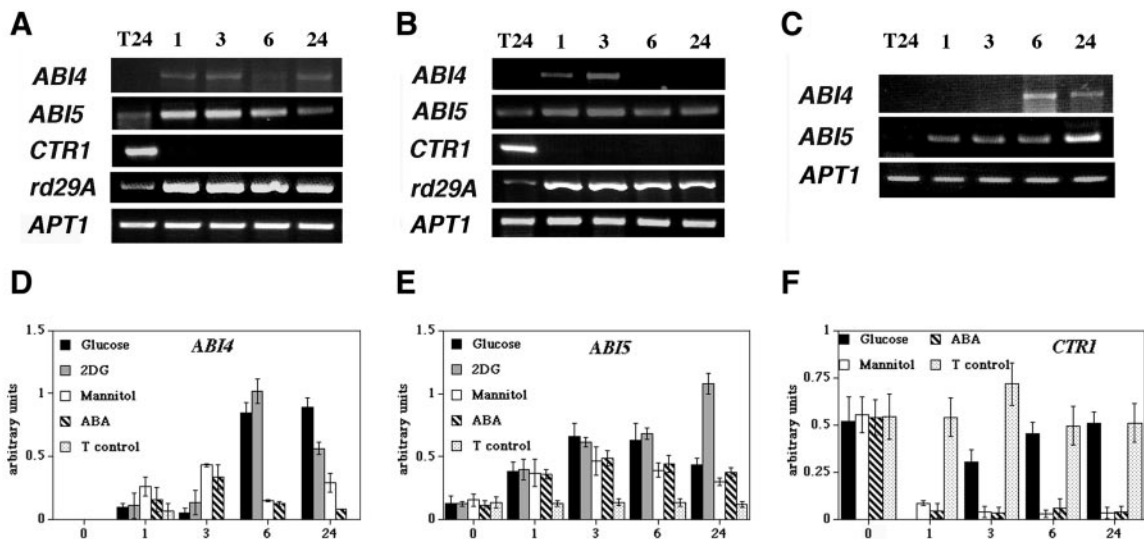 A
T24 1 3 6 24
ABI4
ABI5
CTR1
rd29A
APT1
B
T24 1 3 6 24
ABI4
ABI5
CTR1
rd29A
APT1
C
T24 1 3 6 24
ABI4
ABI5
APT1
D
ABI4
arbitrary units
1.5
1
0.5
0
Glucose
2DG
Mannitol
ABA
T control
0 1 3 6 24
E
ABI5
arbitrary units
1.5
1
0.5
0
Glucose
2DG
Mannitol
ABA
T control
0 1 3 6 24
F
CTR1
arbitrary units
1
0.75
0.5
0.25
0
Glucose ABA
Mannitol T control
0 1 3 6 24